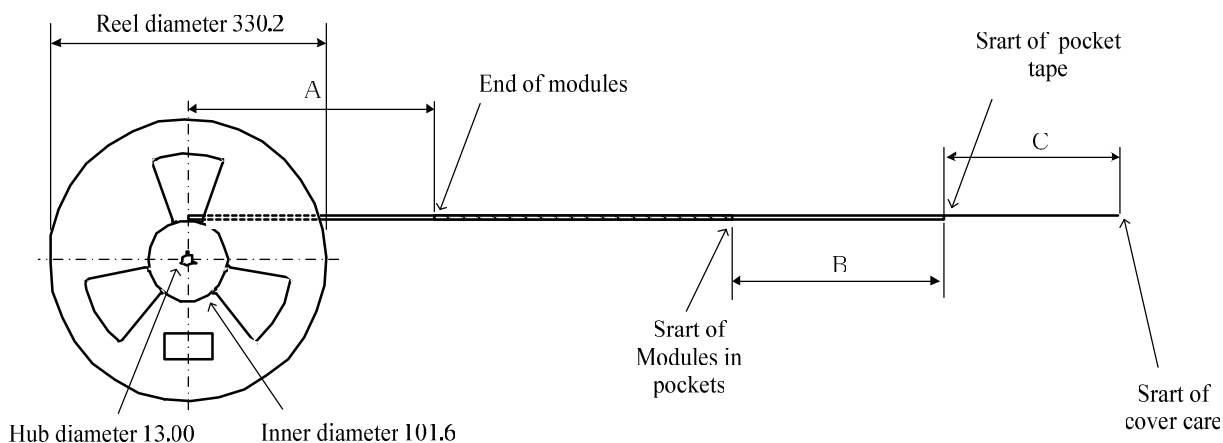 Reel diameter 330.2
Srart of pocket
tape
A
End of modules
C
B
Srart of
Modules in
pockets
Srart of
cover care
Hub diameter 13.00
Inner diameter 101.6